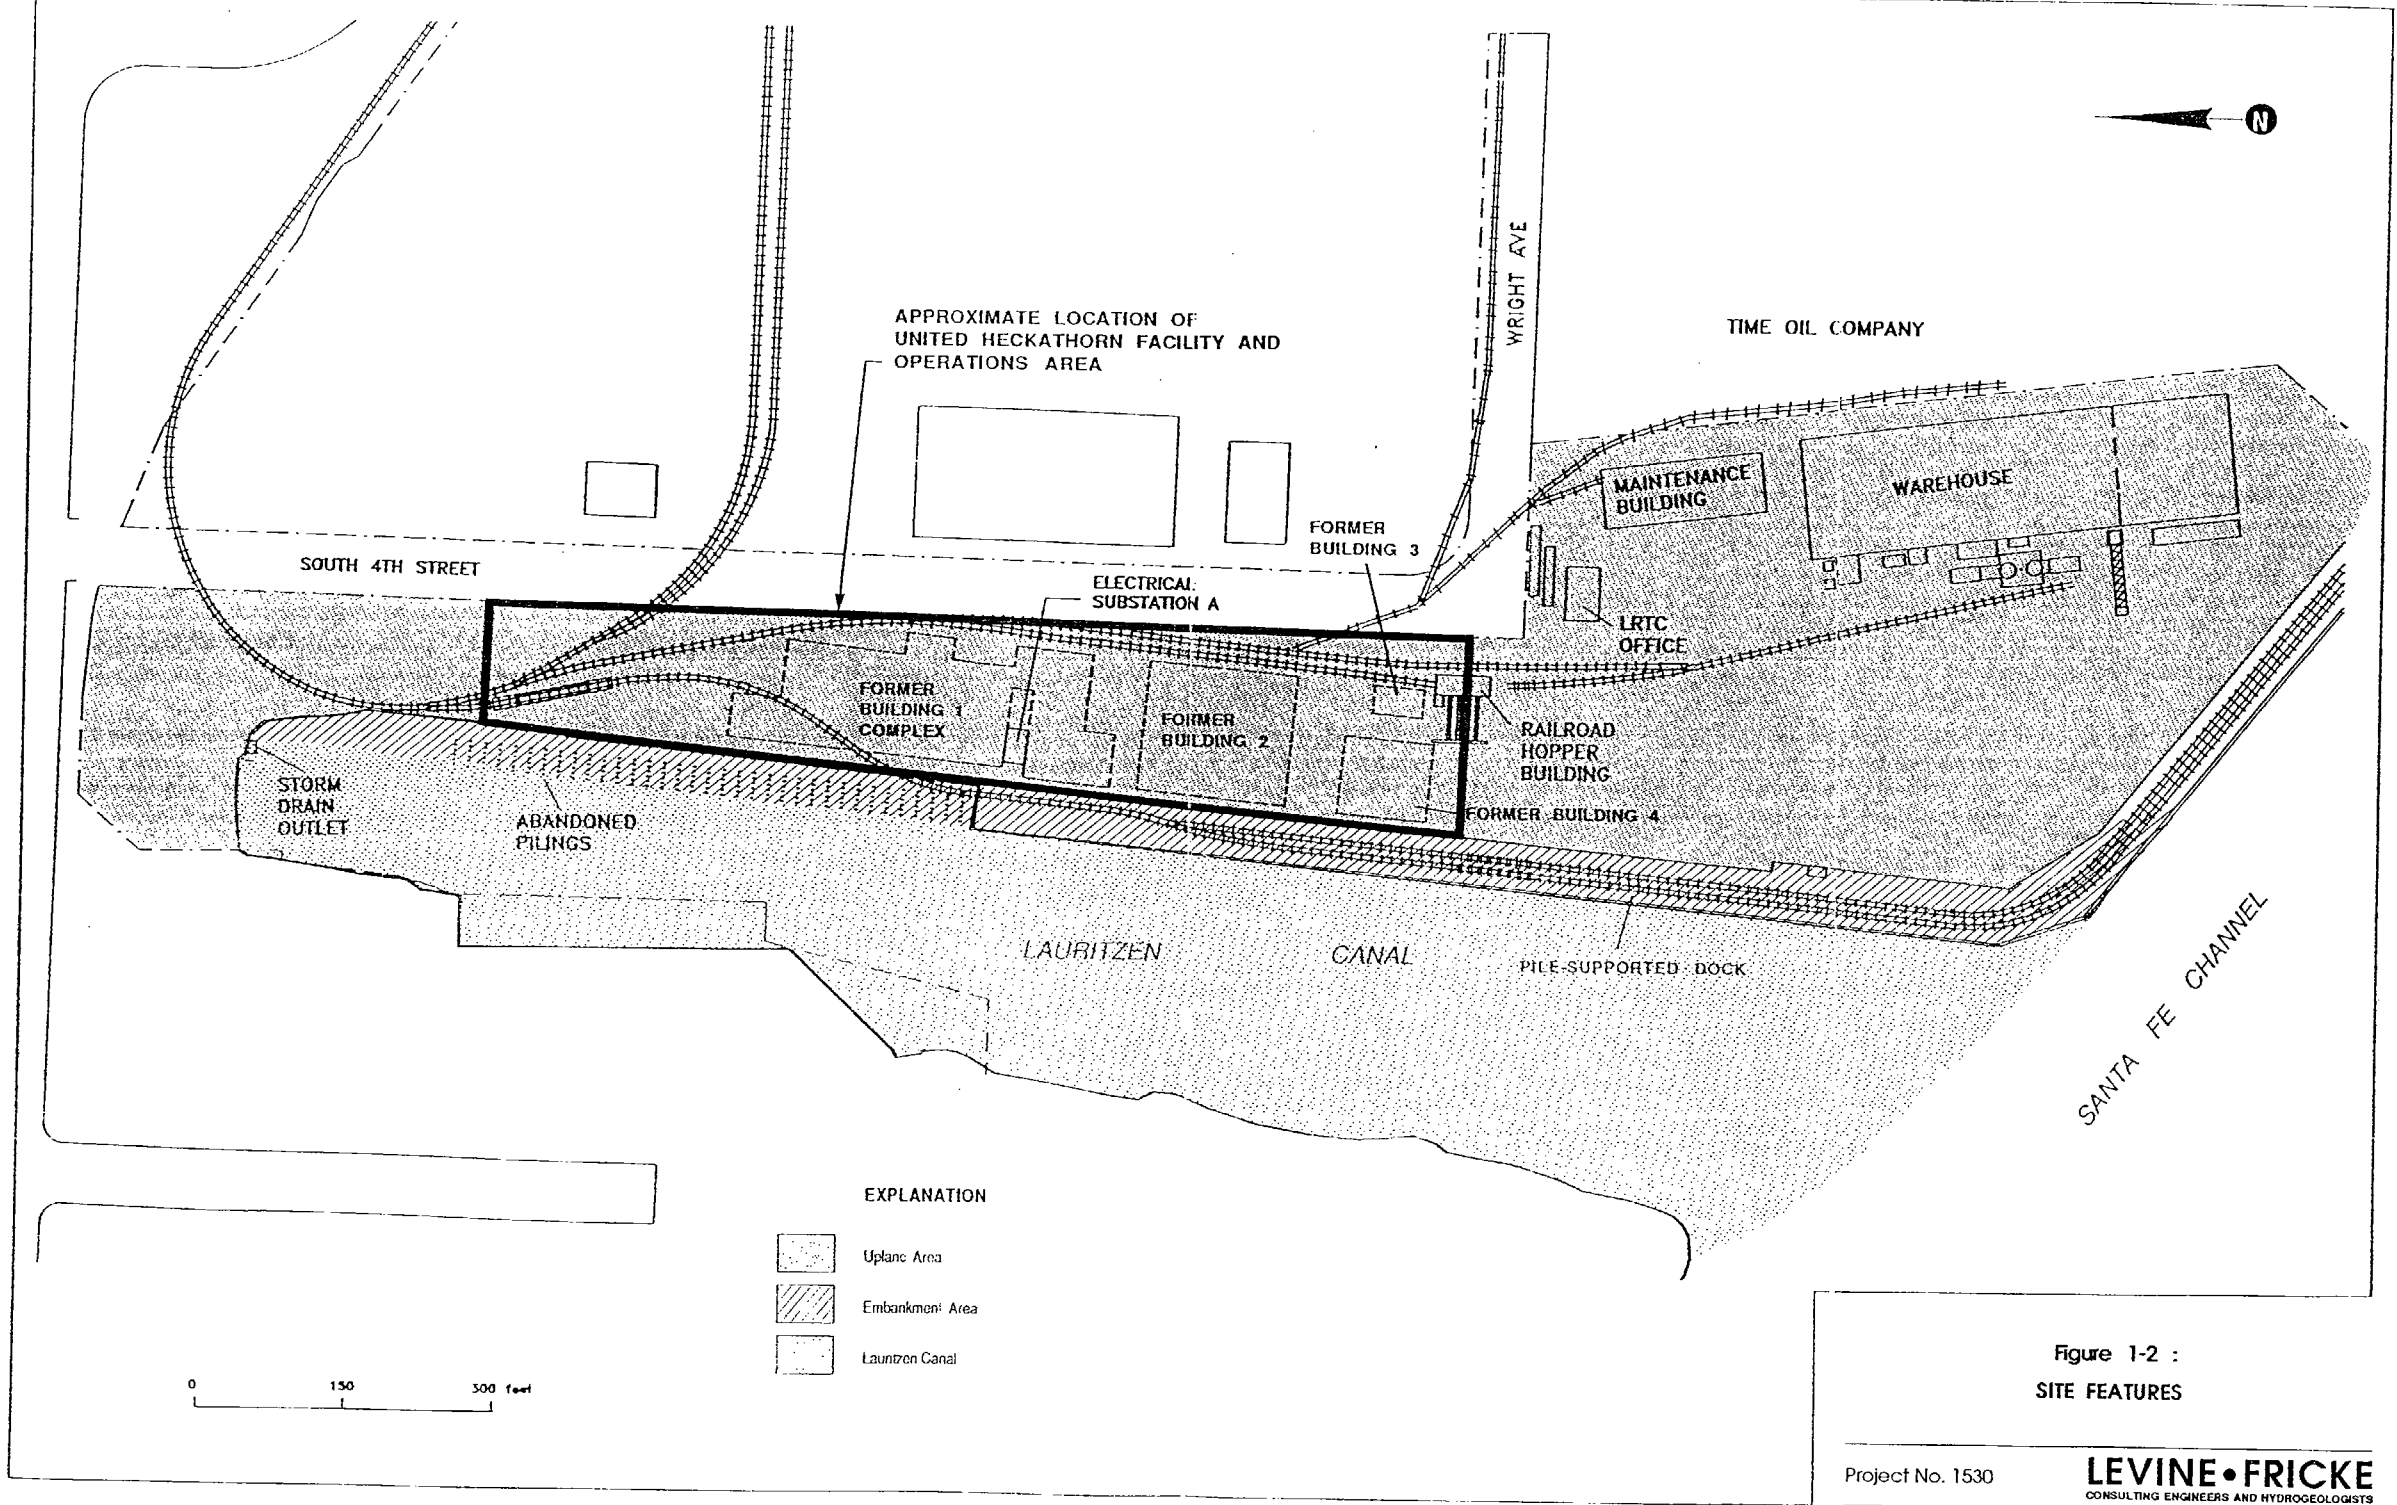 N
WRIGHT AVE
APPROXIMATE LOCATION OF
UNITED HECKATHORN FACILITY AND
OPERATIONS AREA
TIME OIL COMPANY
MAINTENANCE
BUILDING
WAREHOUSE
FORMER
BUILDING 3
SOUTH 4TH STREET
ELECTRICAL
SUBSTATION A
LRTC
OFFICE
FORMER
BUILDING 1
COMPLEX
FORMER
BUILDING 2
RAILROAD
HOPPER
BUILDING
STORM
DRAIN
OUTLET
ABANDONED
PILINGS
FORMER BUILDING 4
LAURITZEN CANAL
PILE-SUPPORTED DOCK
SANTA FE CHANNEL
EXPLANATION
Upland Area
Embankment Area
Lauritzen Canal
0 150 300 feet
Figure 1-2 :
SITE FEATURES
Project No. 1530
LEVINE•FRICKE
CONSULTING ENGINEERS AND HYDROGEOLOGISTS